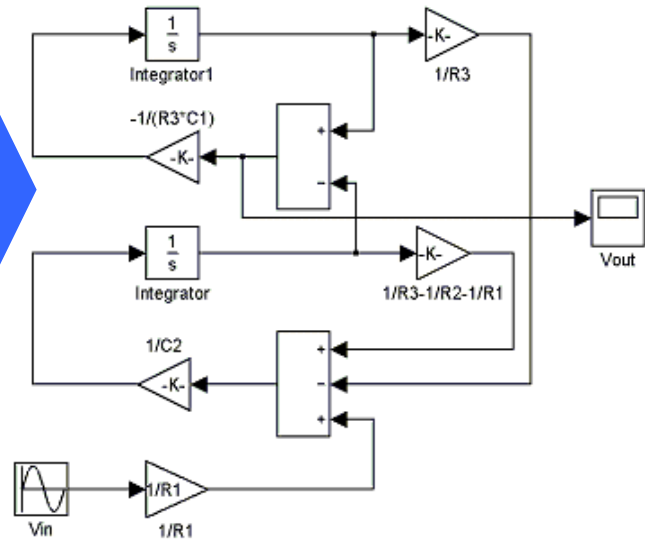 1
s
Integrator1
-K-
1/R3
-1/(R3*C1)
-K-
+
−
1
s
Integrator
-K-
1/R3-1/R2-1/R1
Vout
1/C2
-K-
+
−
+
Vin
1/R1
1/R1